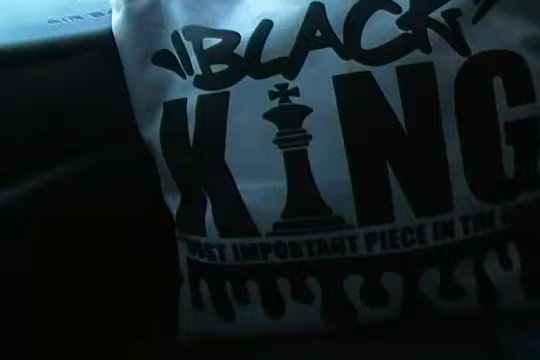 "BLACK
KING
MOST IMPORTANT PIECE IN THE